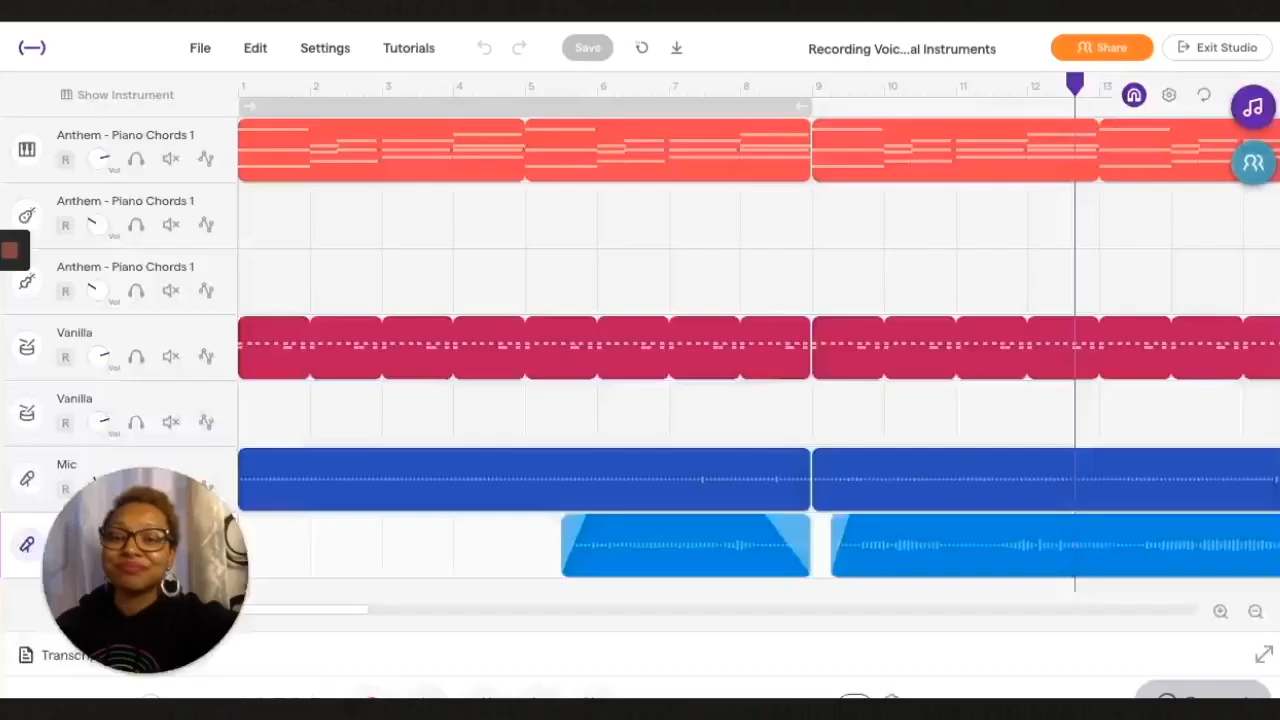 File Edit Settings Tutorials Save Recording Voic...al Instruments Share Exit Studio
Show Instrument 1 2 3 4 5 6 7 8 9 10 11 12 13
Anthem - Piano Chords 1
R Vol
Anthem - Piano Chords 1
R Vol
Anthem - Piano Chords 1
R Vol
Vanilla
R Vol
Vanilla
R Vol
Mic
R